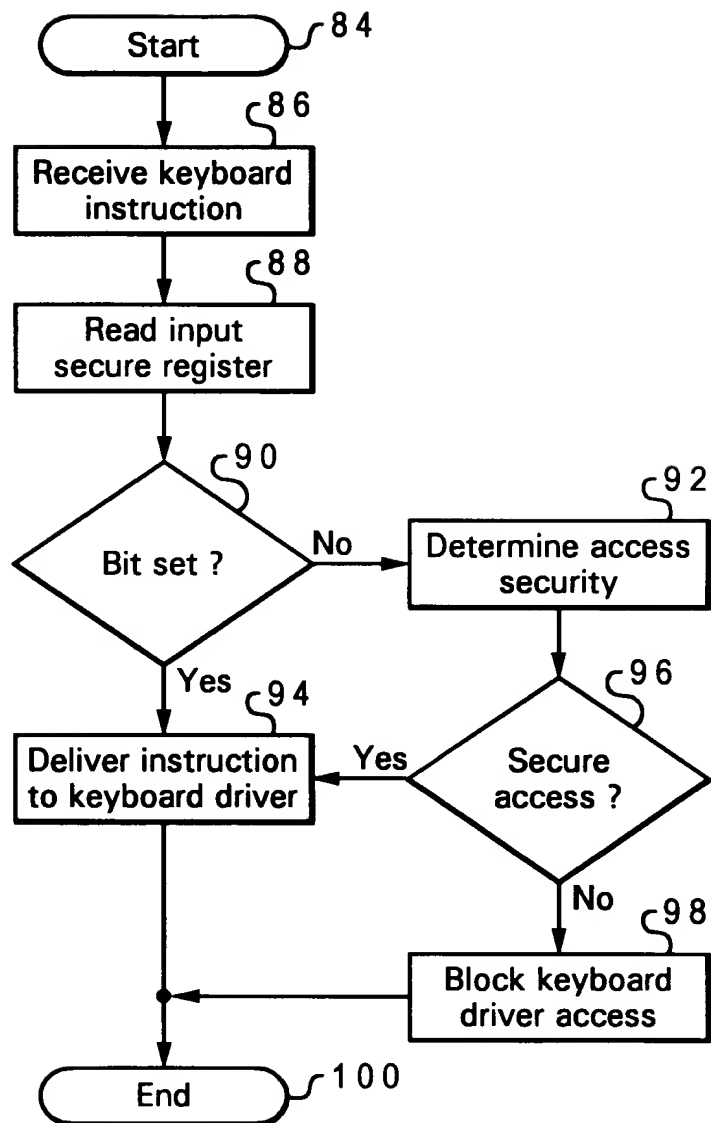 Start
84
86
Receive keyboard
instruction
88
Read input
secure register
90
Bit set ?
No
92
Determine access
security
Yes
94
Deliver instruction
to keyboard driver
96
Secure
access ?
Yes
No
98
Block keyboard
driver access
End
100